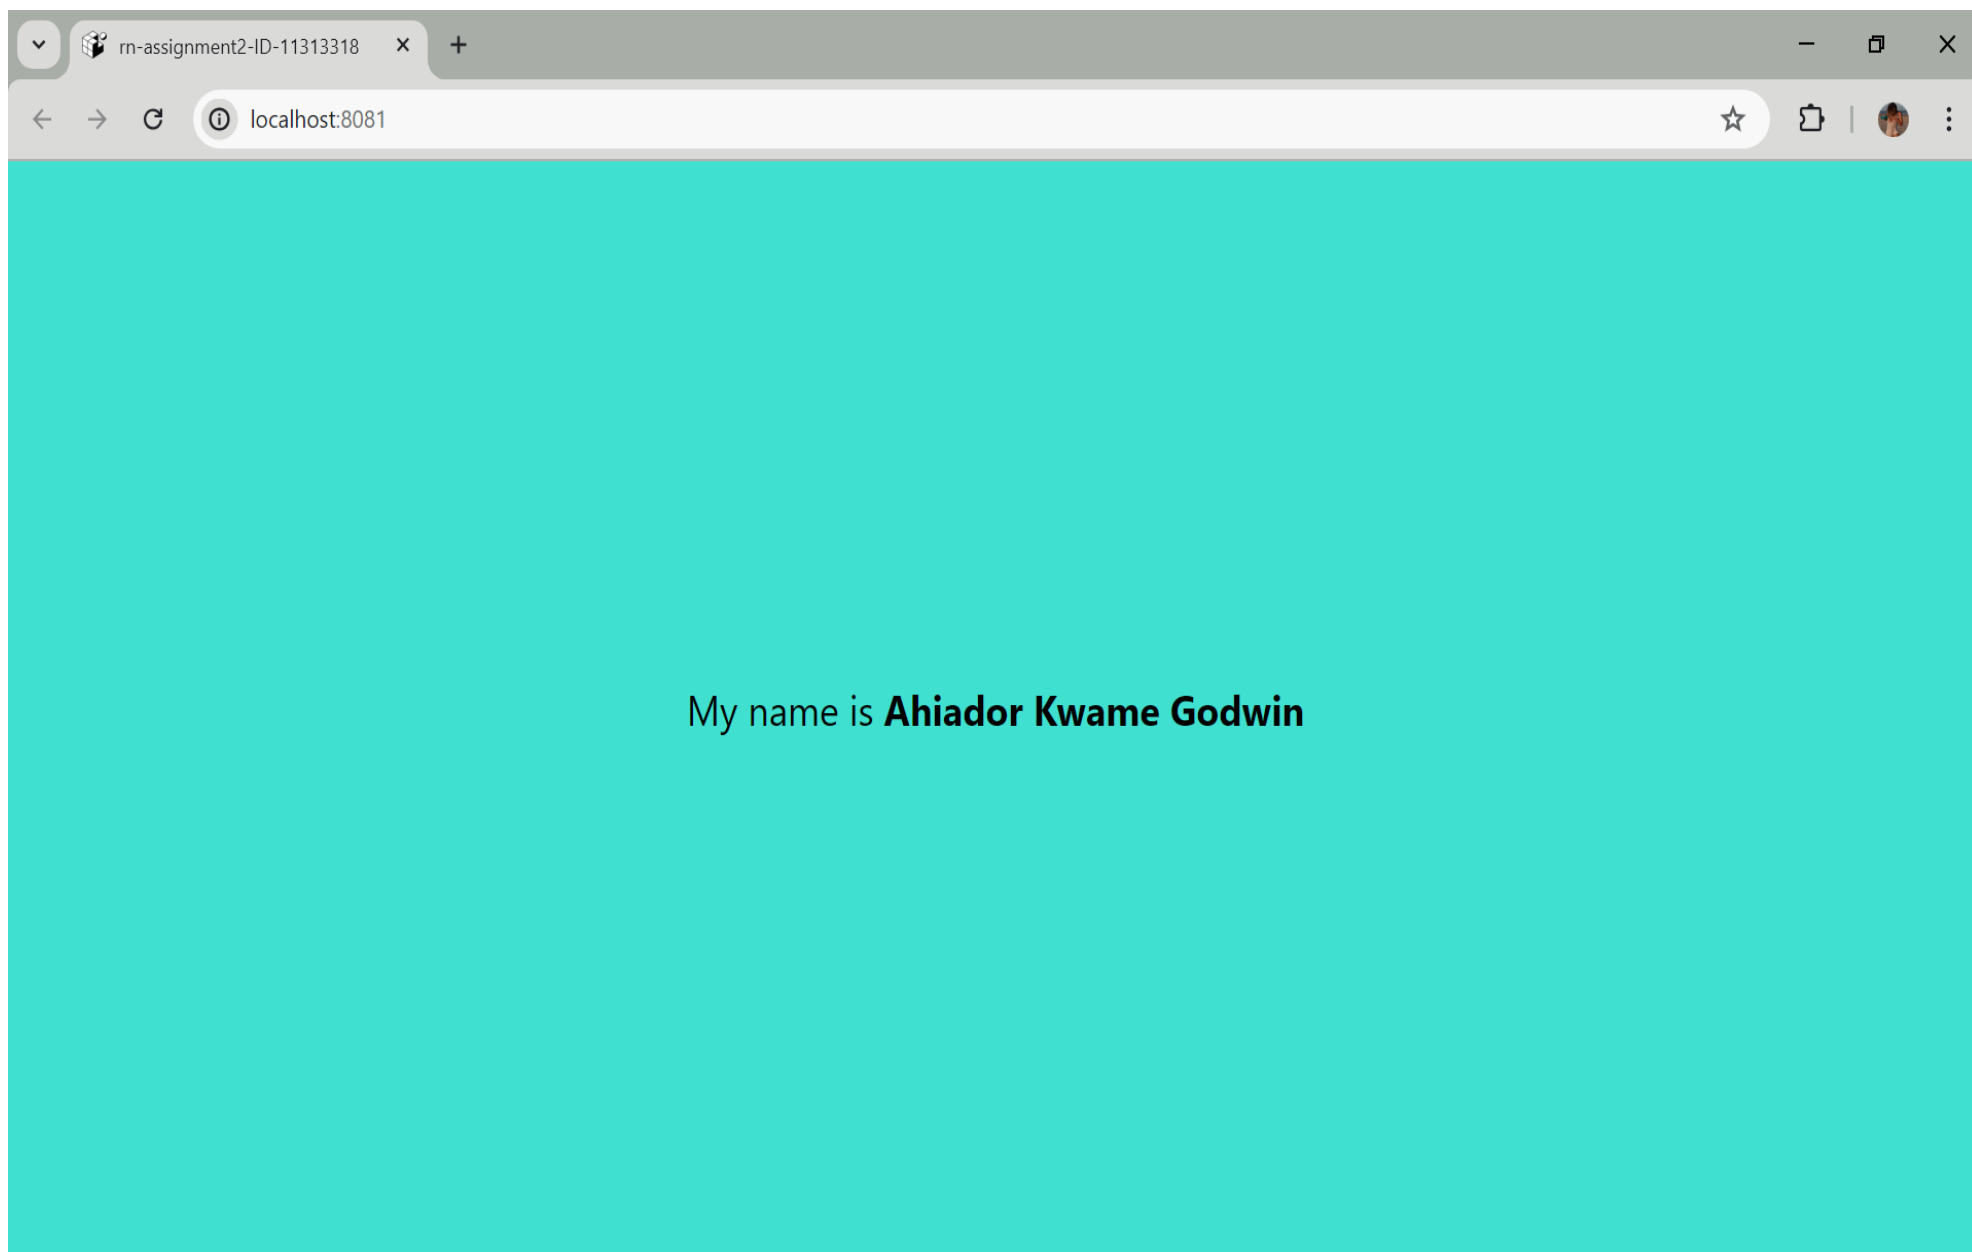 rn-assignment2-ID-11313318
localhost:8081
My name is Ahiador Kwame Godwin